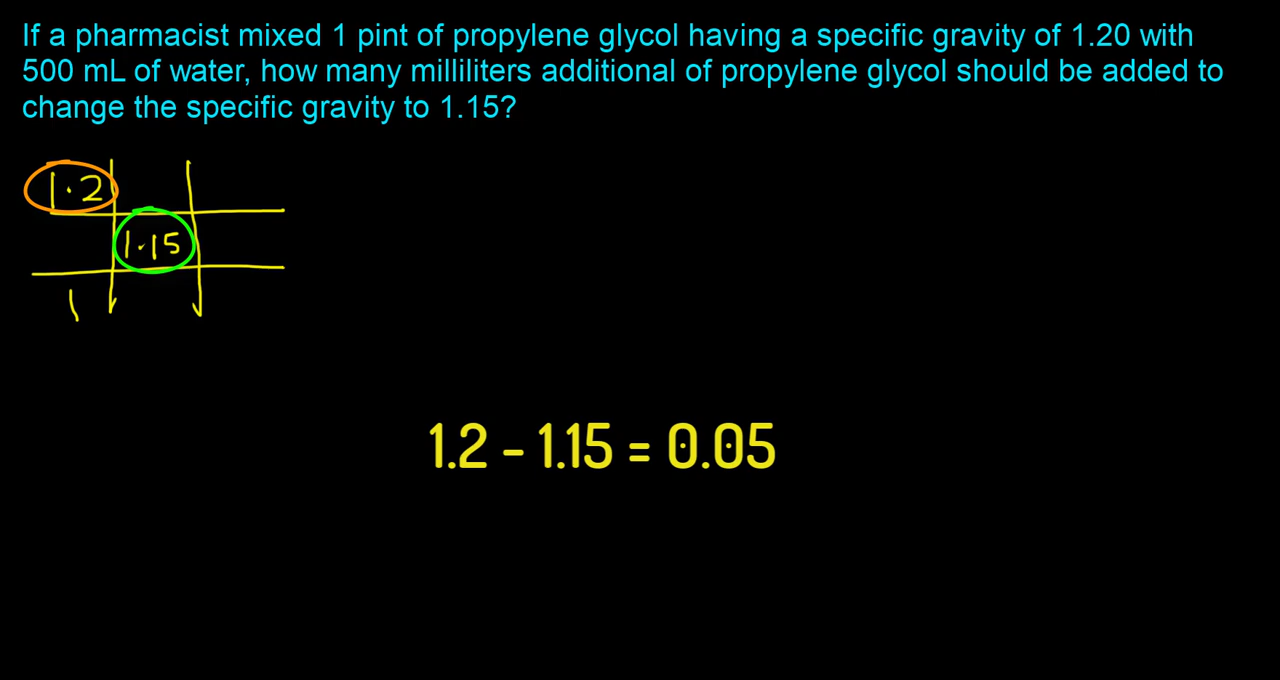 If a pharmacist mixed 1 pint of propylene glycol having a specific gravity of 1.20 with
500 mL of water, how many milliliters additional of propylene glycol should be added to
change the specific gravity to 1.15?
1.2
1.15
1
1.2 - 1.15 = 0.05